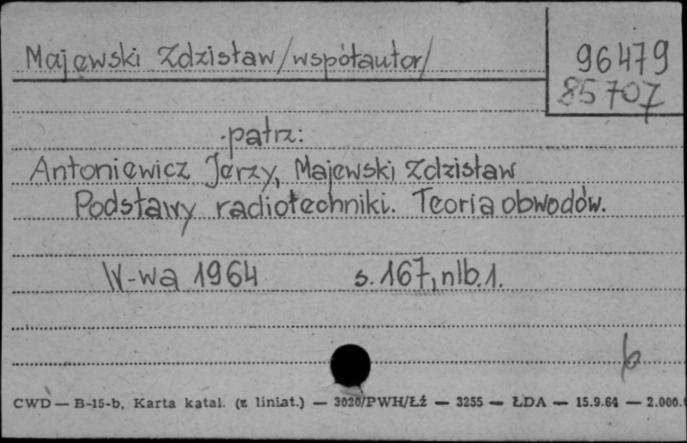 Majewski Zdzisław/współautor/
96479
85707
patrz:
Antoniewicz Jerzy, Majewski Zdzisław
Podstawy radiotechniki. Teoria obwodów.
W-wa 1964 s. 167, nlb. 1.
b
CWD — B-15-b, Karta katal. (z liniat.) — 3020/PWH/Łź — 3255 — ŁDA — 15.9.64 — 2.000.